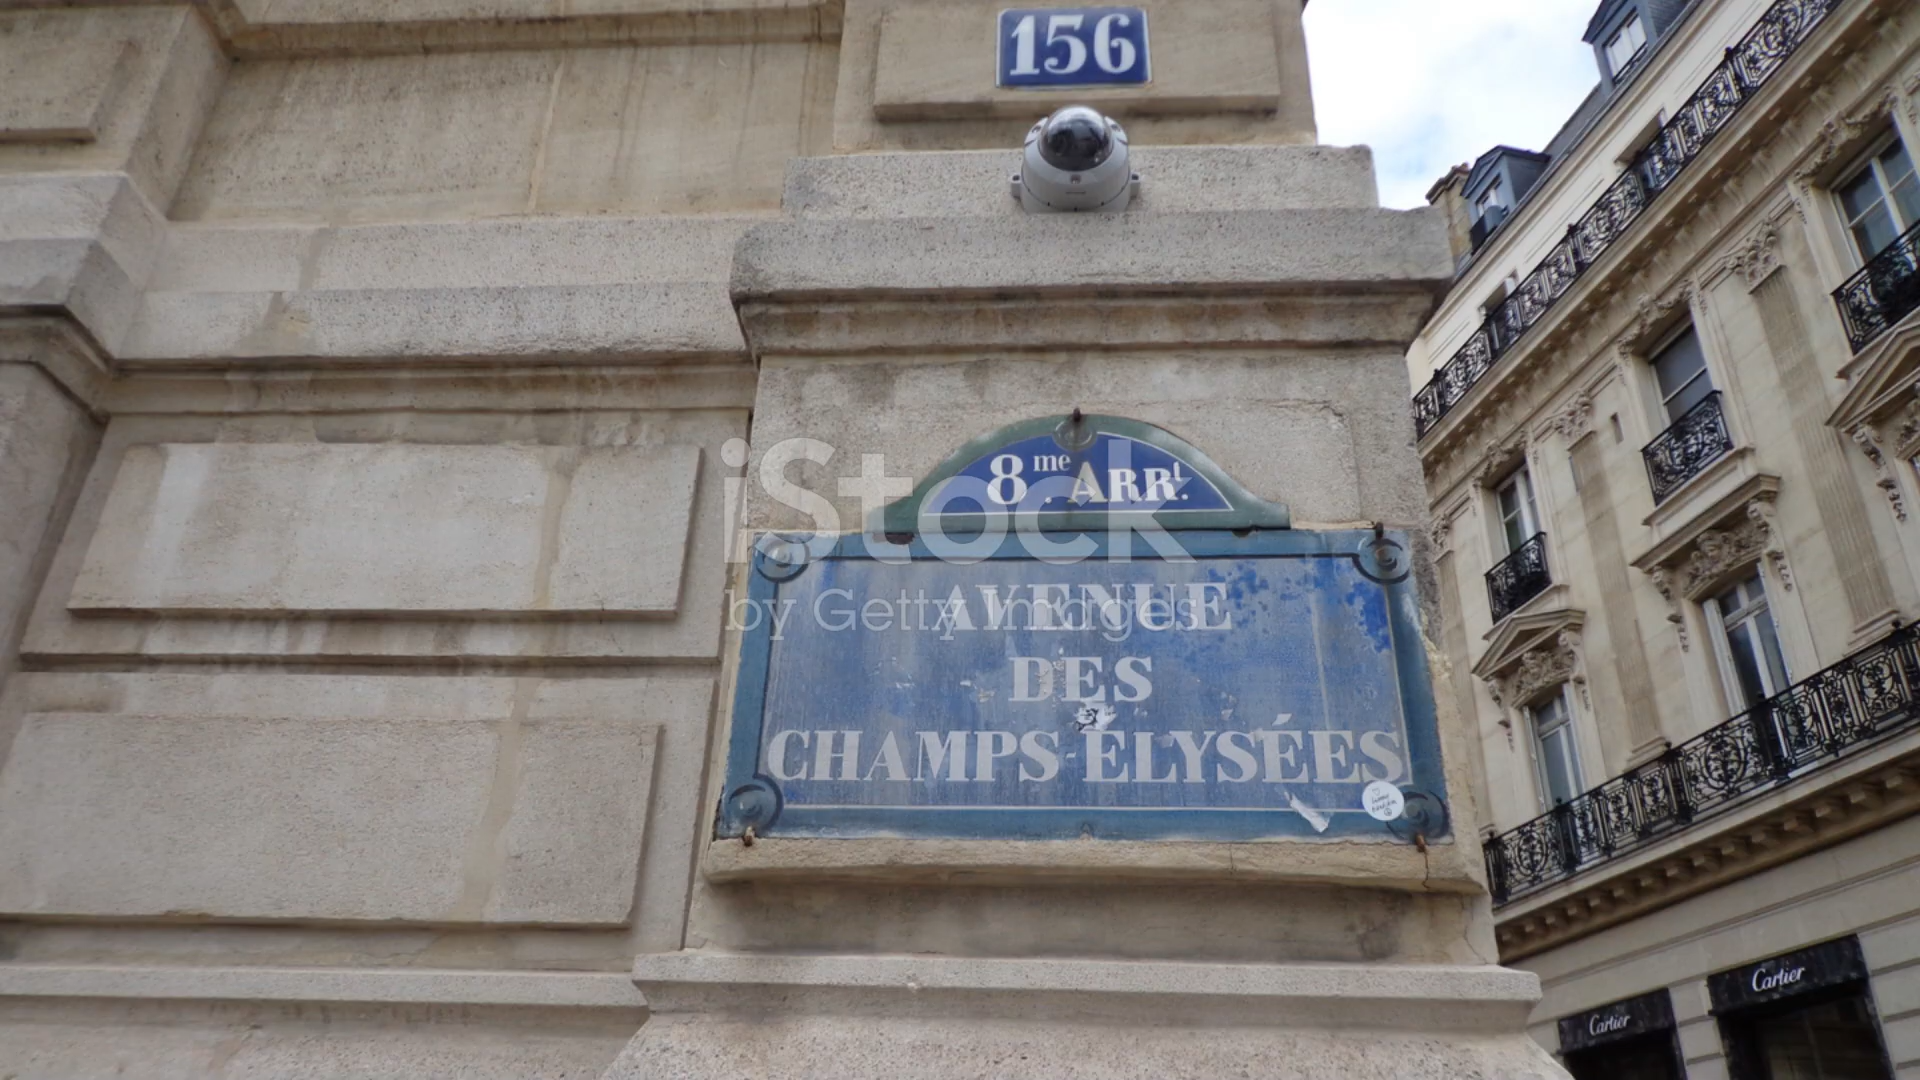 156
8me. ARRt.
AVENUE
DES
CHAMPS-ÉLYSÉES
Cartier
Cartier
iStock
by Getty Images